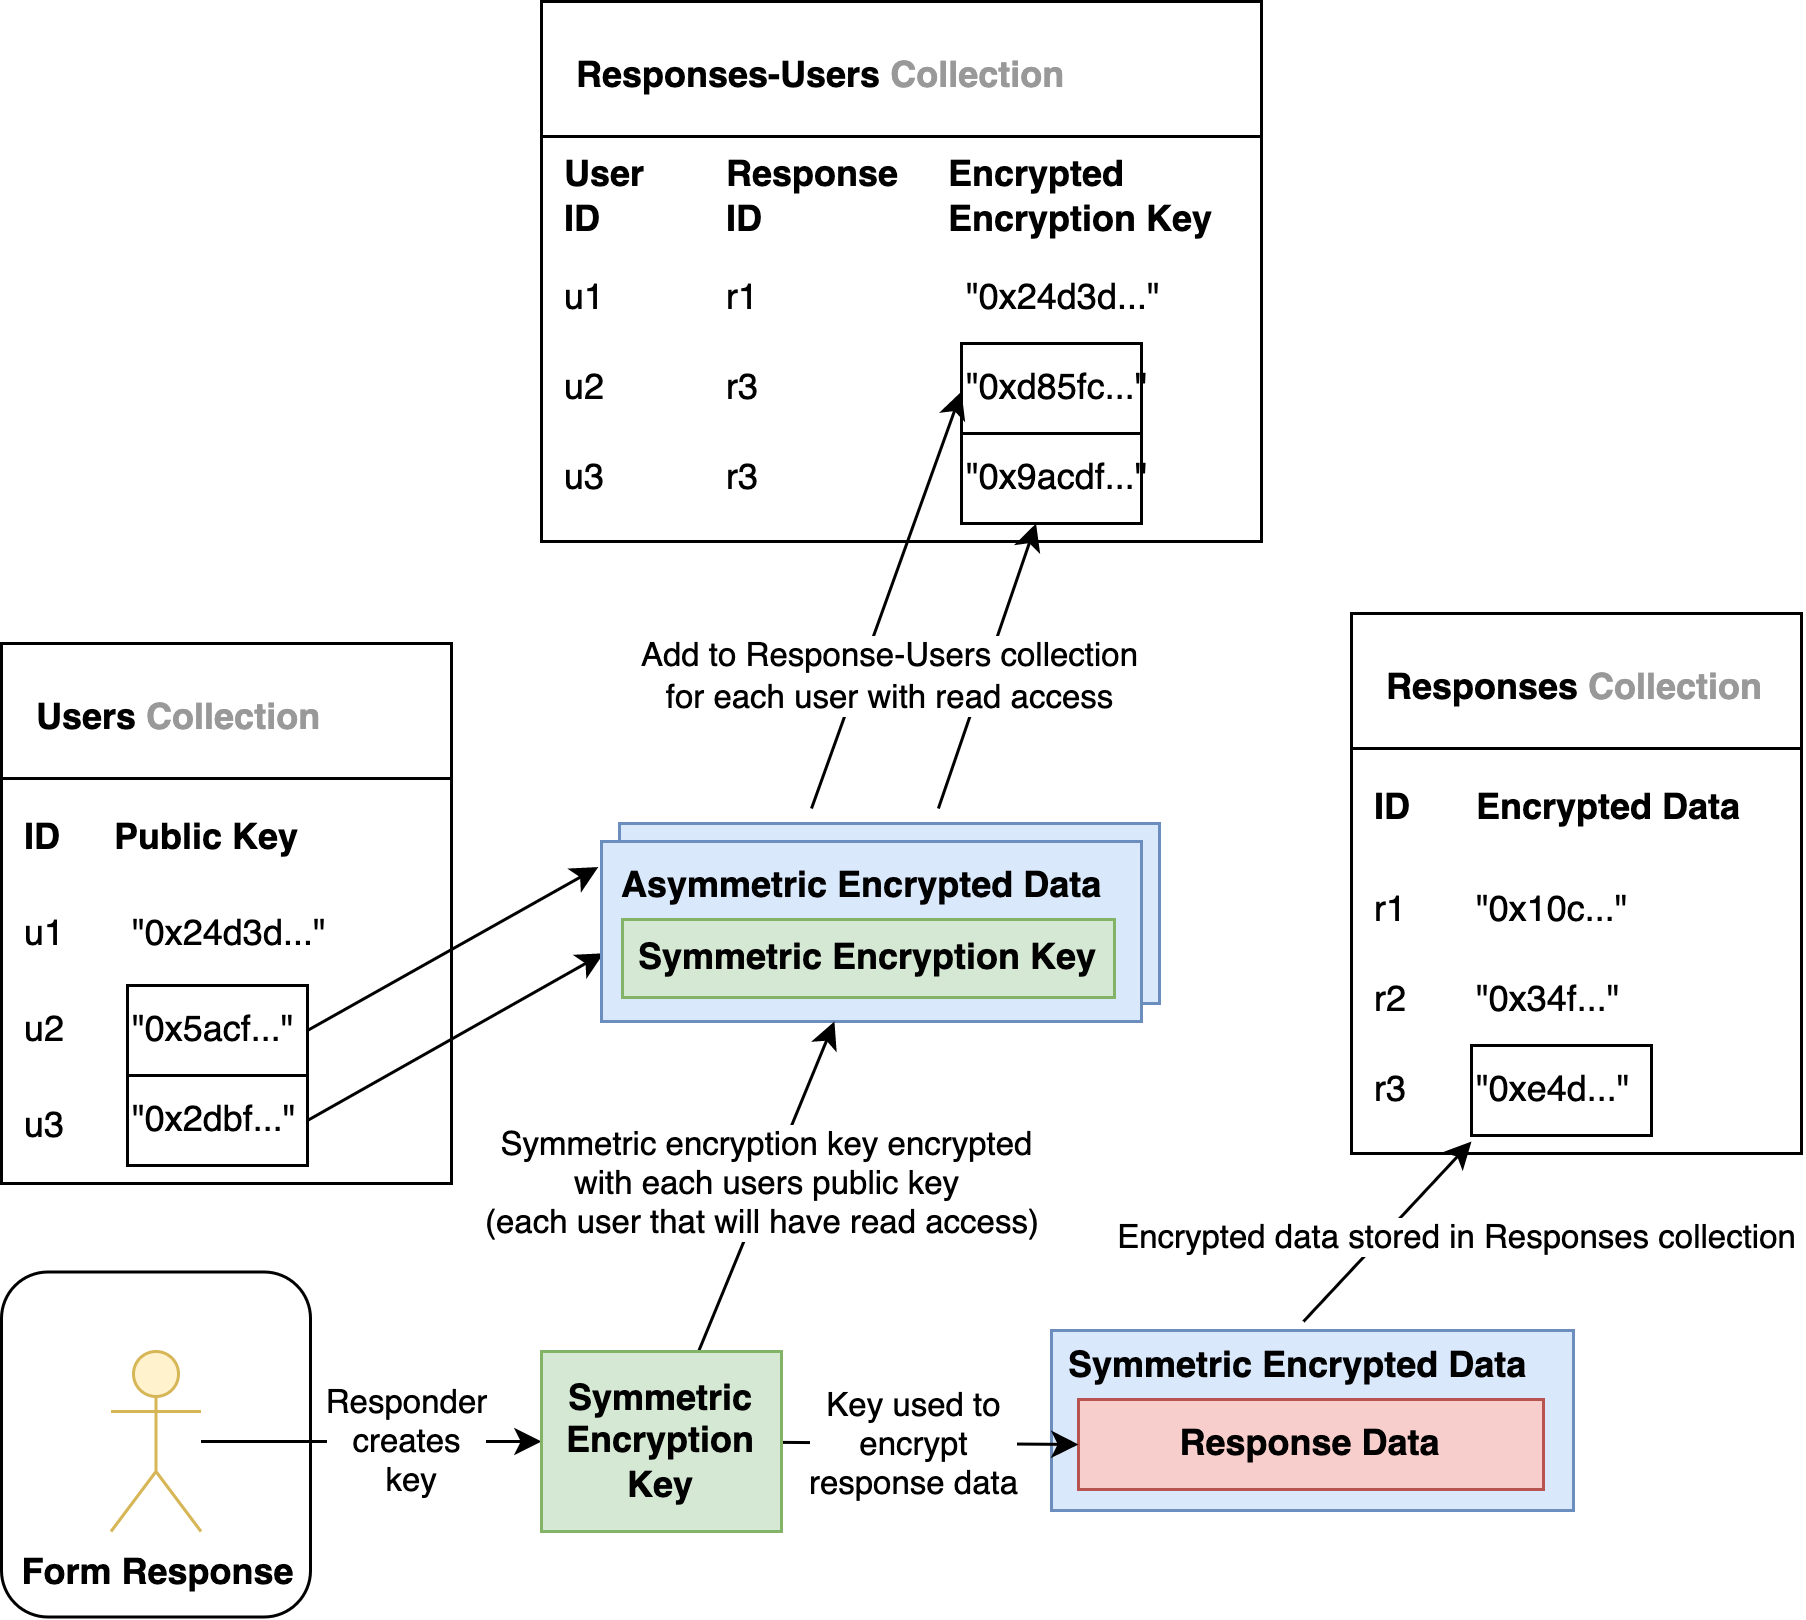 Responses-Users Collection
User ID Response ID Encrypted Encryption Key
u1 r1 "0x24d3d..."
u2 r3 "0xd85fc..."
u3 r3 "0x9acdf..."
Add to Response-Users collection
for each user with read access
Users Collection
ID Public Key
u1 "0x24d3d..."
u2 "0x5acf..."
u3 "0x2dbf..."
Asymmetric Encrypted Data
Symmetric Encryption Key
Responses Collection
ID Encrypted Data
r1 "0x10c..."
r2 "0x34f..."
r3 "0xe4d..."
Symmetric encryption key encrypted
with each users public key
(each user that will have read access)
Encrypted data stored in Responses collection
Form Response
Responder
creates
key
Symmetric
Encryption
Key
Key used to
encrypt
response data
Symmetric Encrypted Data
Response Data